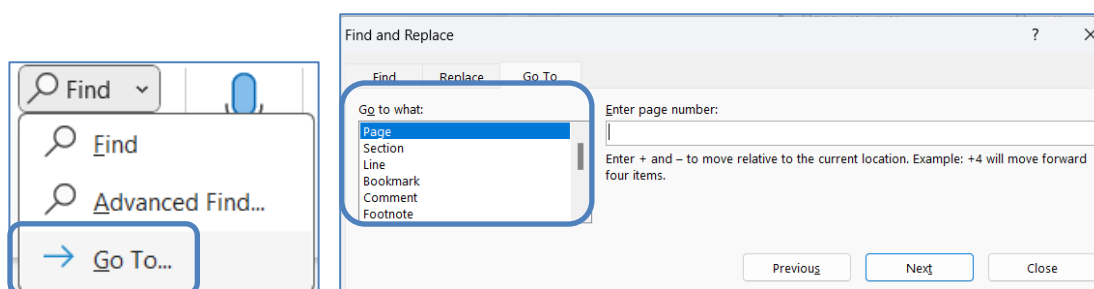 Find
Find
Advanced Find...
Go To...
Find and Replace
?
Find Replace Go To
Go to what:
Page
Section
Line
Bookmark
Comment
Footnote
Enter page number:
Enter + and – to move relative to the current location. Example: +4 will move forward
four items.
Previous Next Close